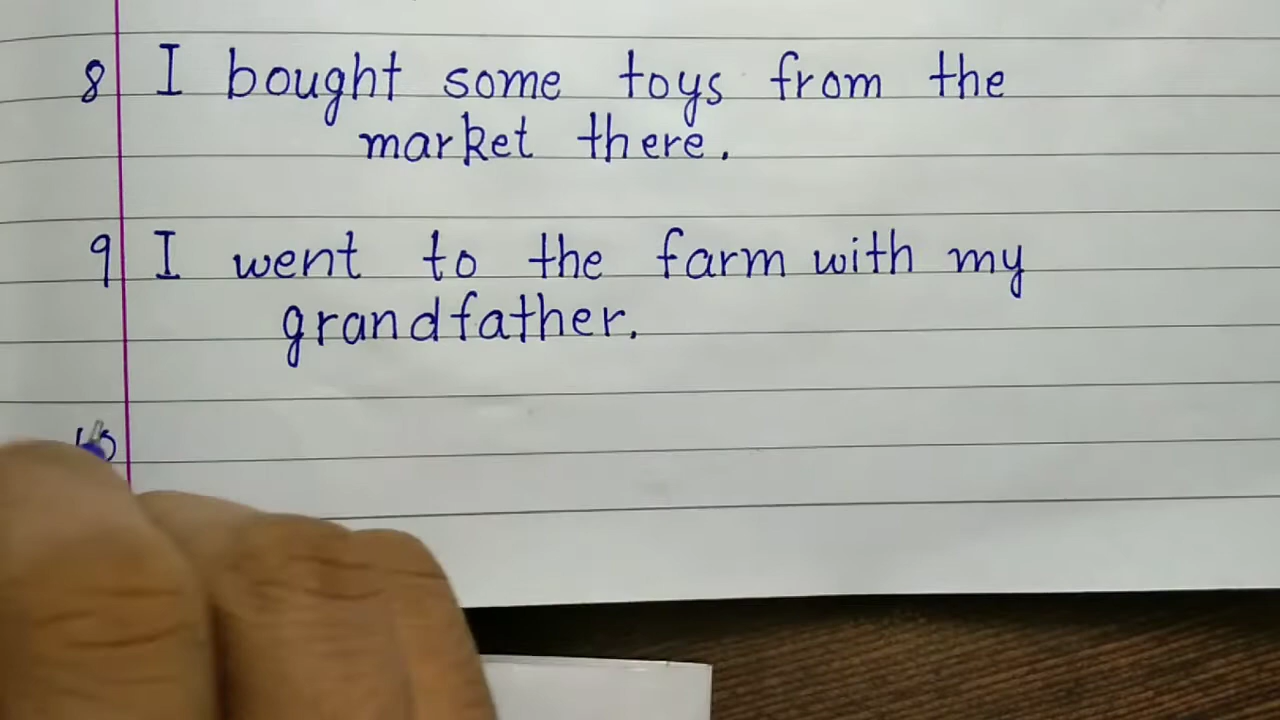 8 I bought some toys from the
market there.
9 I went to the farm with my
grandfather.